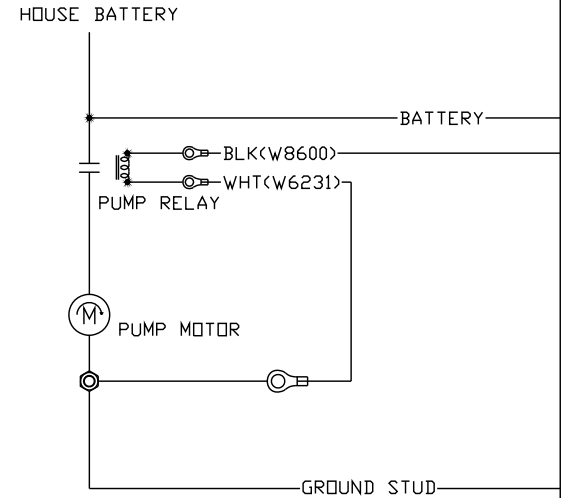 HOUSE BATTERY
BATTERY
BLK(W8600)
WHT(W6231)
PUMP RELAY
M
PUMP MOTOR
GROUND STUD